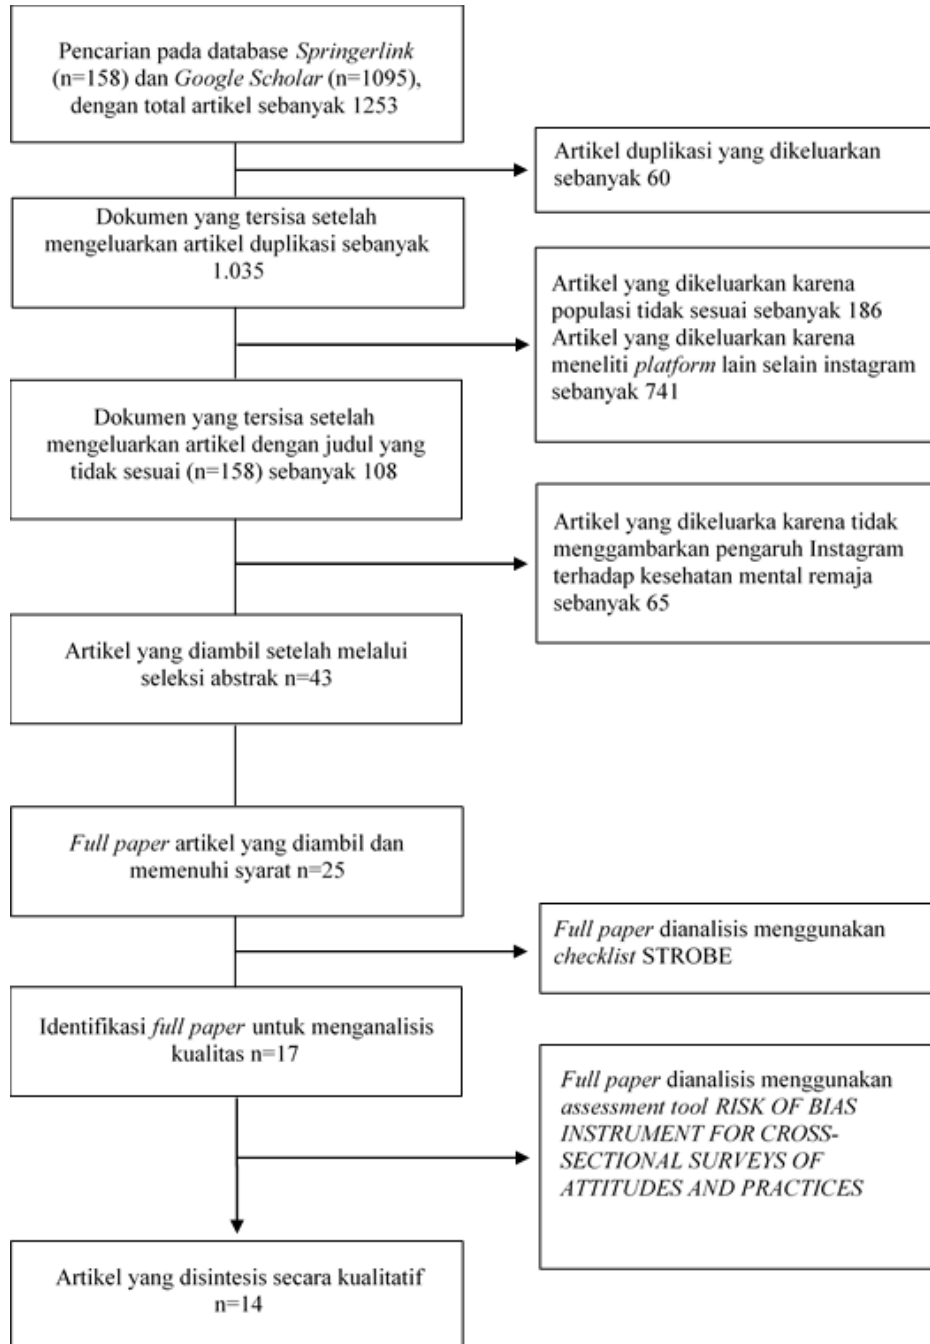 Pencarian pada database Springerlink
(n=158) dan Google Scholar (n=1095),
dengan total artikel sebanyak 1253
Artikel duplikasi yang dikeluarkan
sebanyak 60
Dokumen yang tersisa setelah
mengeluarkan artikel duplikasi sebanyak
1.035
Artikel yang dikeluarkan karena
populasi tidak sesuai sebanyak 186
Artikel yang dikeluarkan karena
meneliti platform lain selain instagram
sebanyak 741
Dokumen yang tersisa setelah
mengeluarkan artikel dengan judul yang
tidak sesuai (n=158) sebanyak 108
Artikel yang dikeluarka karena tidak
menggambarkan pengaruh Instagram
terhadap kesehatan mental remaja
sebanyak 65
Artikel yang diambil setelah melalui
seleksi abstrak n=43
Full paper artikel yang diambil dan
memenuhi syarat n=25
Full paper dianalisis menggunakan
checklist STROBE
Identifikasi full paper untuk menganalisis
kualitas n=17
Full paper dianalisis menggunakan
assessment tool RISK OF BIAS
INSTRUMENT FOR CROSS-
SECTIONAL SURVEYS OF
ATTITUDES AND PRACTICES
Artikel yang disintesis secara kualitatif
n=14